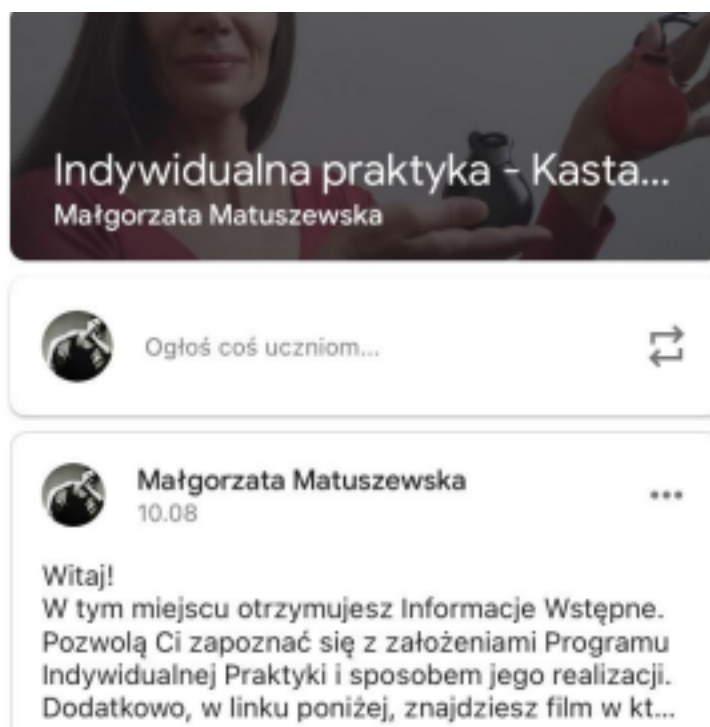 Indywidualna praktyka - Kasta...
Małgorzata Matuszewska
Ogłoś coś uczniom...
Małgorzata Matuszewska
10.08
Witaj!
W tym miejscu otrzymujesz Informacje Wstępne.
Pozwolą Ci zapoznać się z założeniami Programu
Indywidualnej Praktyki i sposobem jego realizacji.
Dodatkowo, w linku poniżej, znajdziesz film w kt...